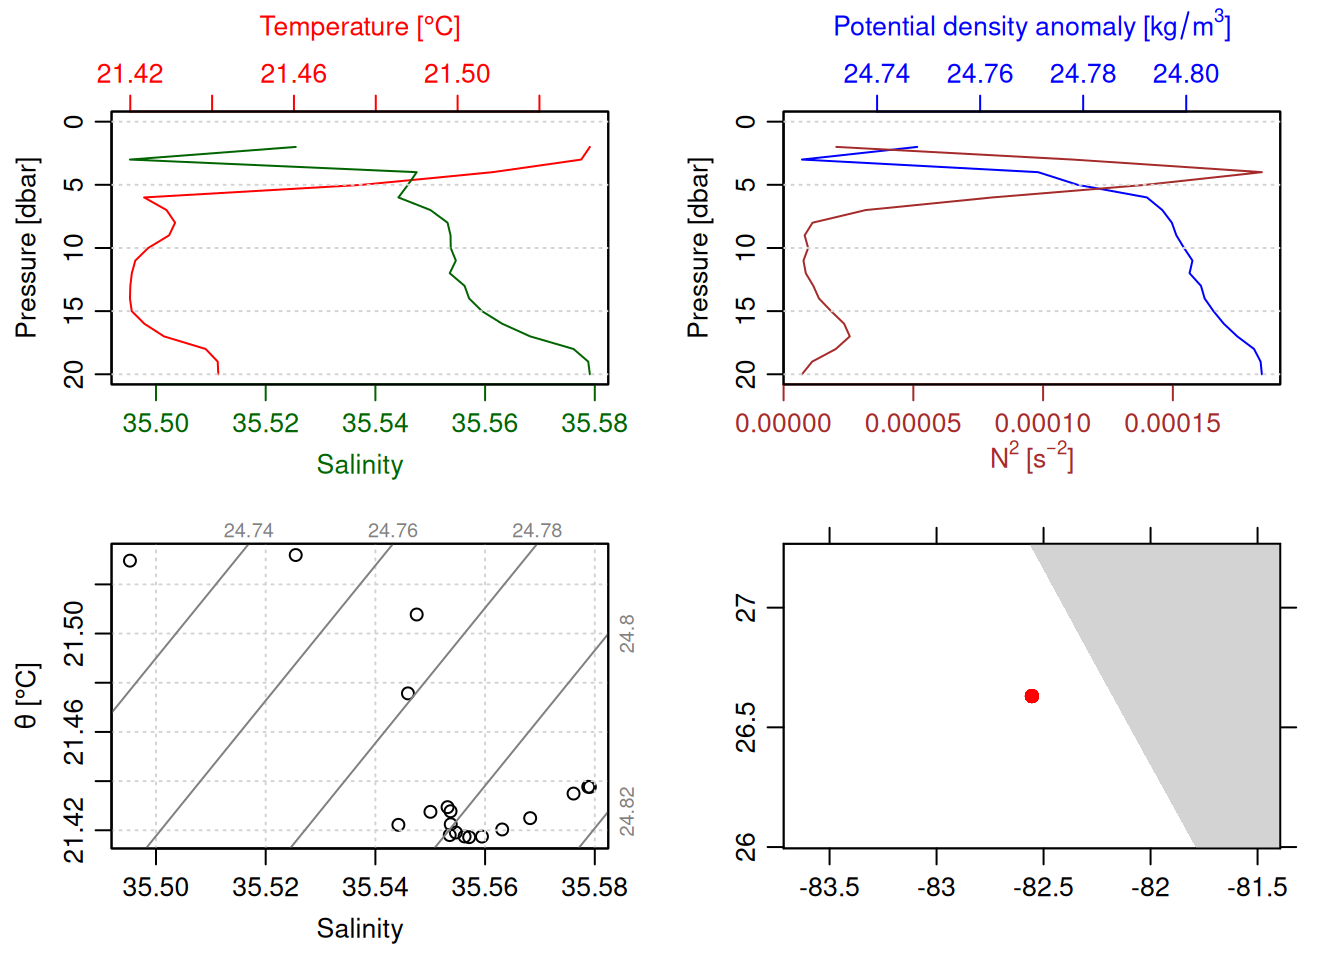 Temperature [°C]
21.42 21.46 21.50
Pressure [dbar]
0
5
10
15
20
35.50 35.52 35.54 35.56 35.58
Salinity
Potential density anomaly [kg/m³]
24.74 24.76 24.78 24.80
Pressure [dbar]
0
5
10
15
20
0.00000 0.00005 0.00010 0.00015
N² [s⁻²]
24.74 24.76 24.78
24.8
24.82
θ [°C]
21.50
21.46
21.42
35.50 35.52 35.54 35.56 35.58
Salinity
27
26.5
26
-83.5 -83 -82.5 -82 -81.5